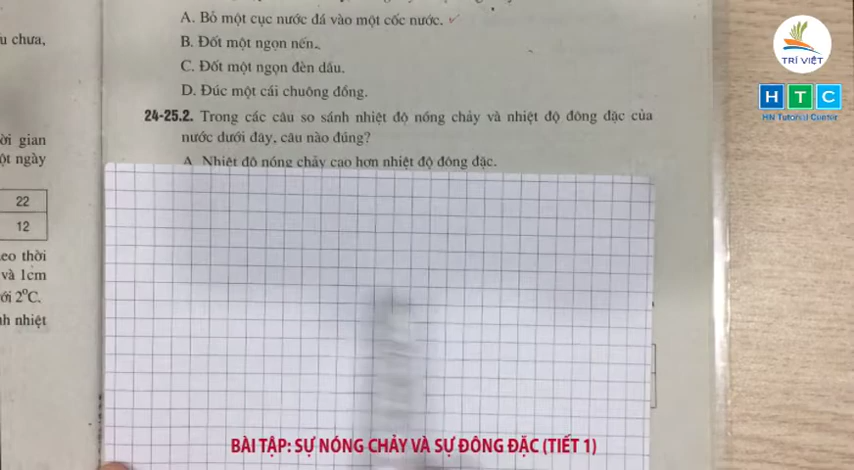 A. Bỏ một cục nước đá vào một cốc nước.
B. Đốt một ngọn nến.
C. Đốt một ngọn đèn dầu.
D. Đúc một cái chuông đồng.
24-25.2. Trong các câu so sánh nhiệt độ nóng chảy và nhiệt độ đông đặc của
nước dưới đây, câu nào đúng?
A. Nhiệt độ nóng chảy cao hơn nhiệt độ đông đặc.
u chưa,
ời gian
ột ngày
22
12
eo thời
và 1cm
ới 2°C.
nh nhiệt
TRÍ VIỆT
HTC
HN Tutorial Center
BÀI TẬP: SỰ NÓNG CHẢY VÀ SỰ ĐÔNG ĐẶC (TIẾT 1)